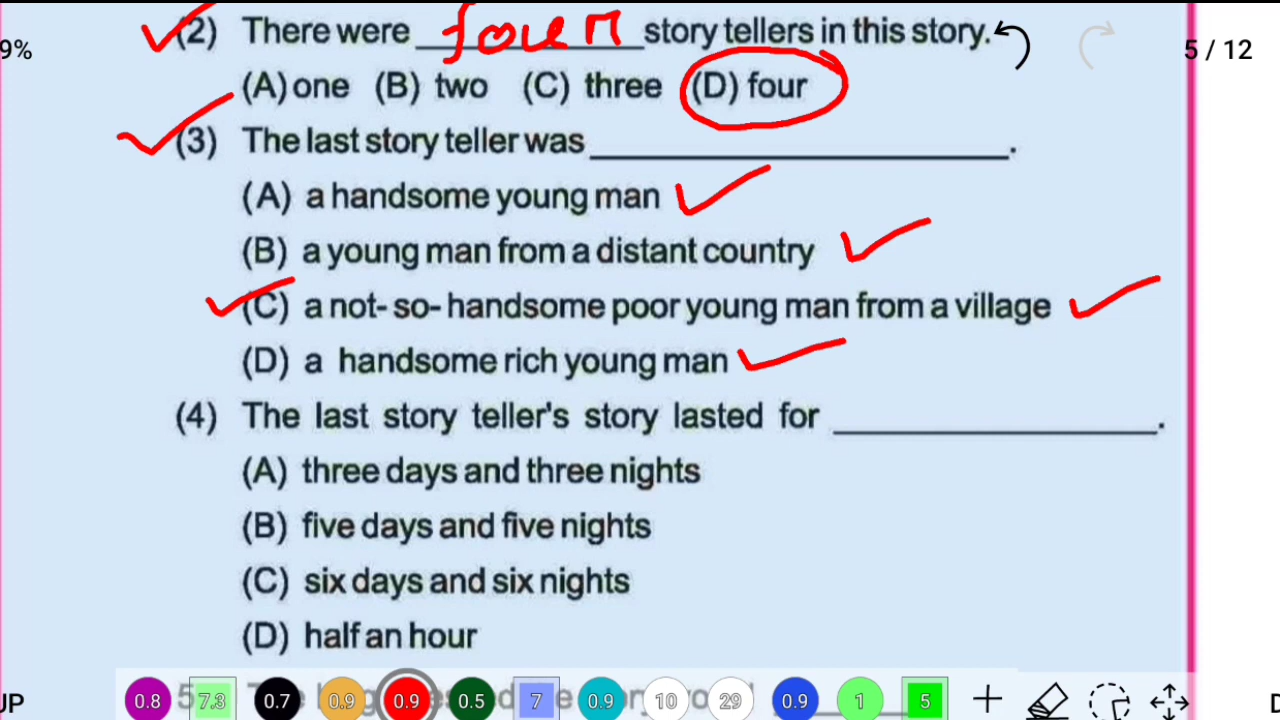 (2) There were four story tellers in this story.
9%
5 / 12
(A) one (B) two (C) three (D) four
(3) The last story teller was ____________.
(A) a handsome young man
(B) a young man from a distant country
(C) a not- so- handsome poor young man from a village
(D) a handsome rich young man
(4) The last story teller's story lasted for ____________.
(A) three days and three nights
(B) five days and five nights
(C) six days and six nights
(D) half an hour
JP 0.8 7.3 0.7 0.9 0.9 0.5 7 0.9 10 29 0.9 1 5 D